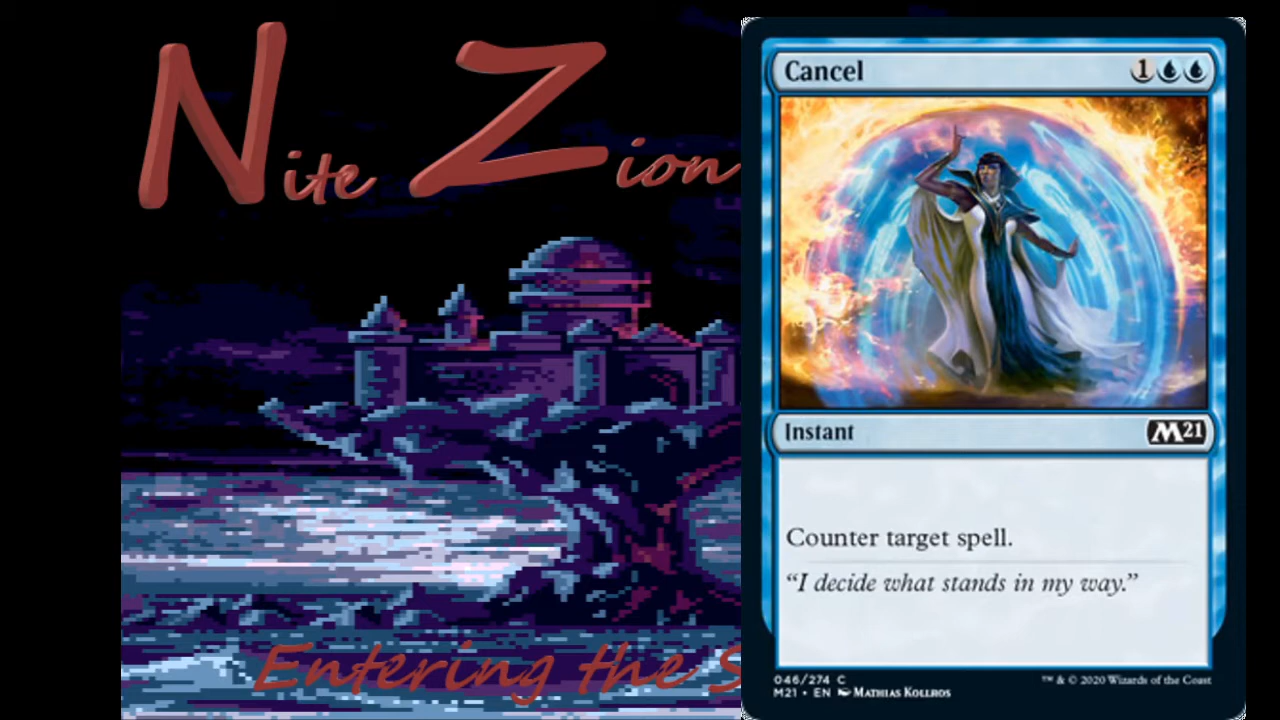 Nite Zion
Entering the S
Cancel 1
Instant M21
Counter target spell.
“I decide what stands in my way.”
046/274 C
M21 • EN Mathias Kollros
™ & © 2020 Wizards of the Coast